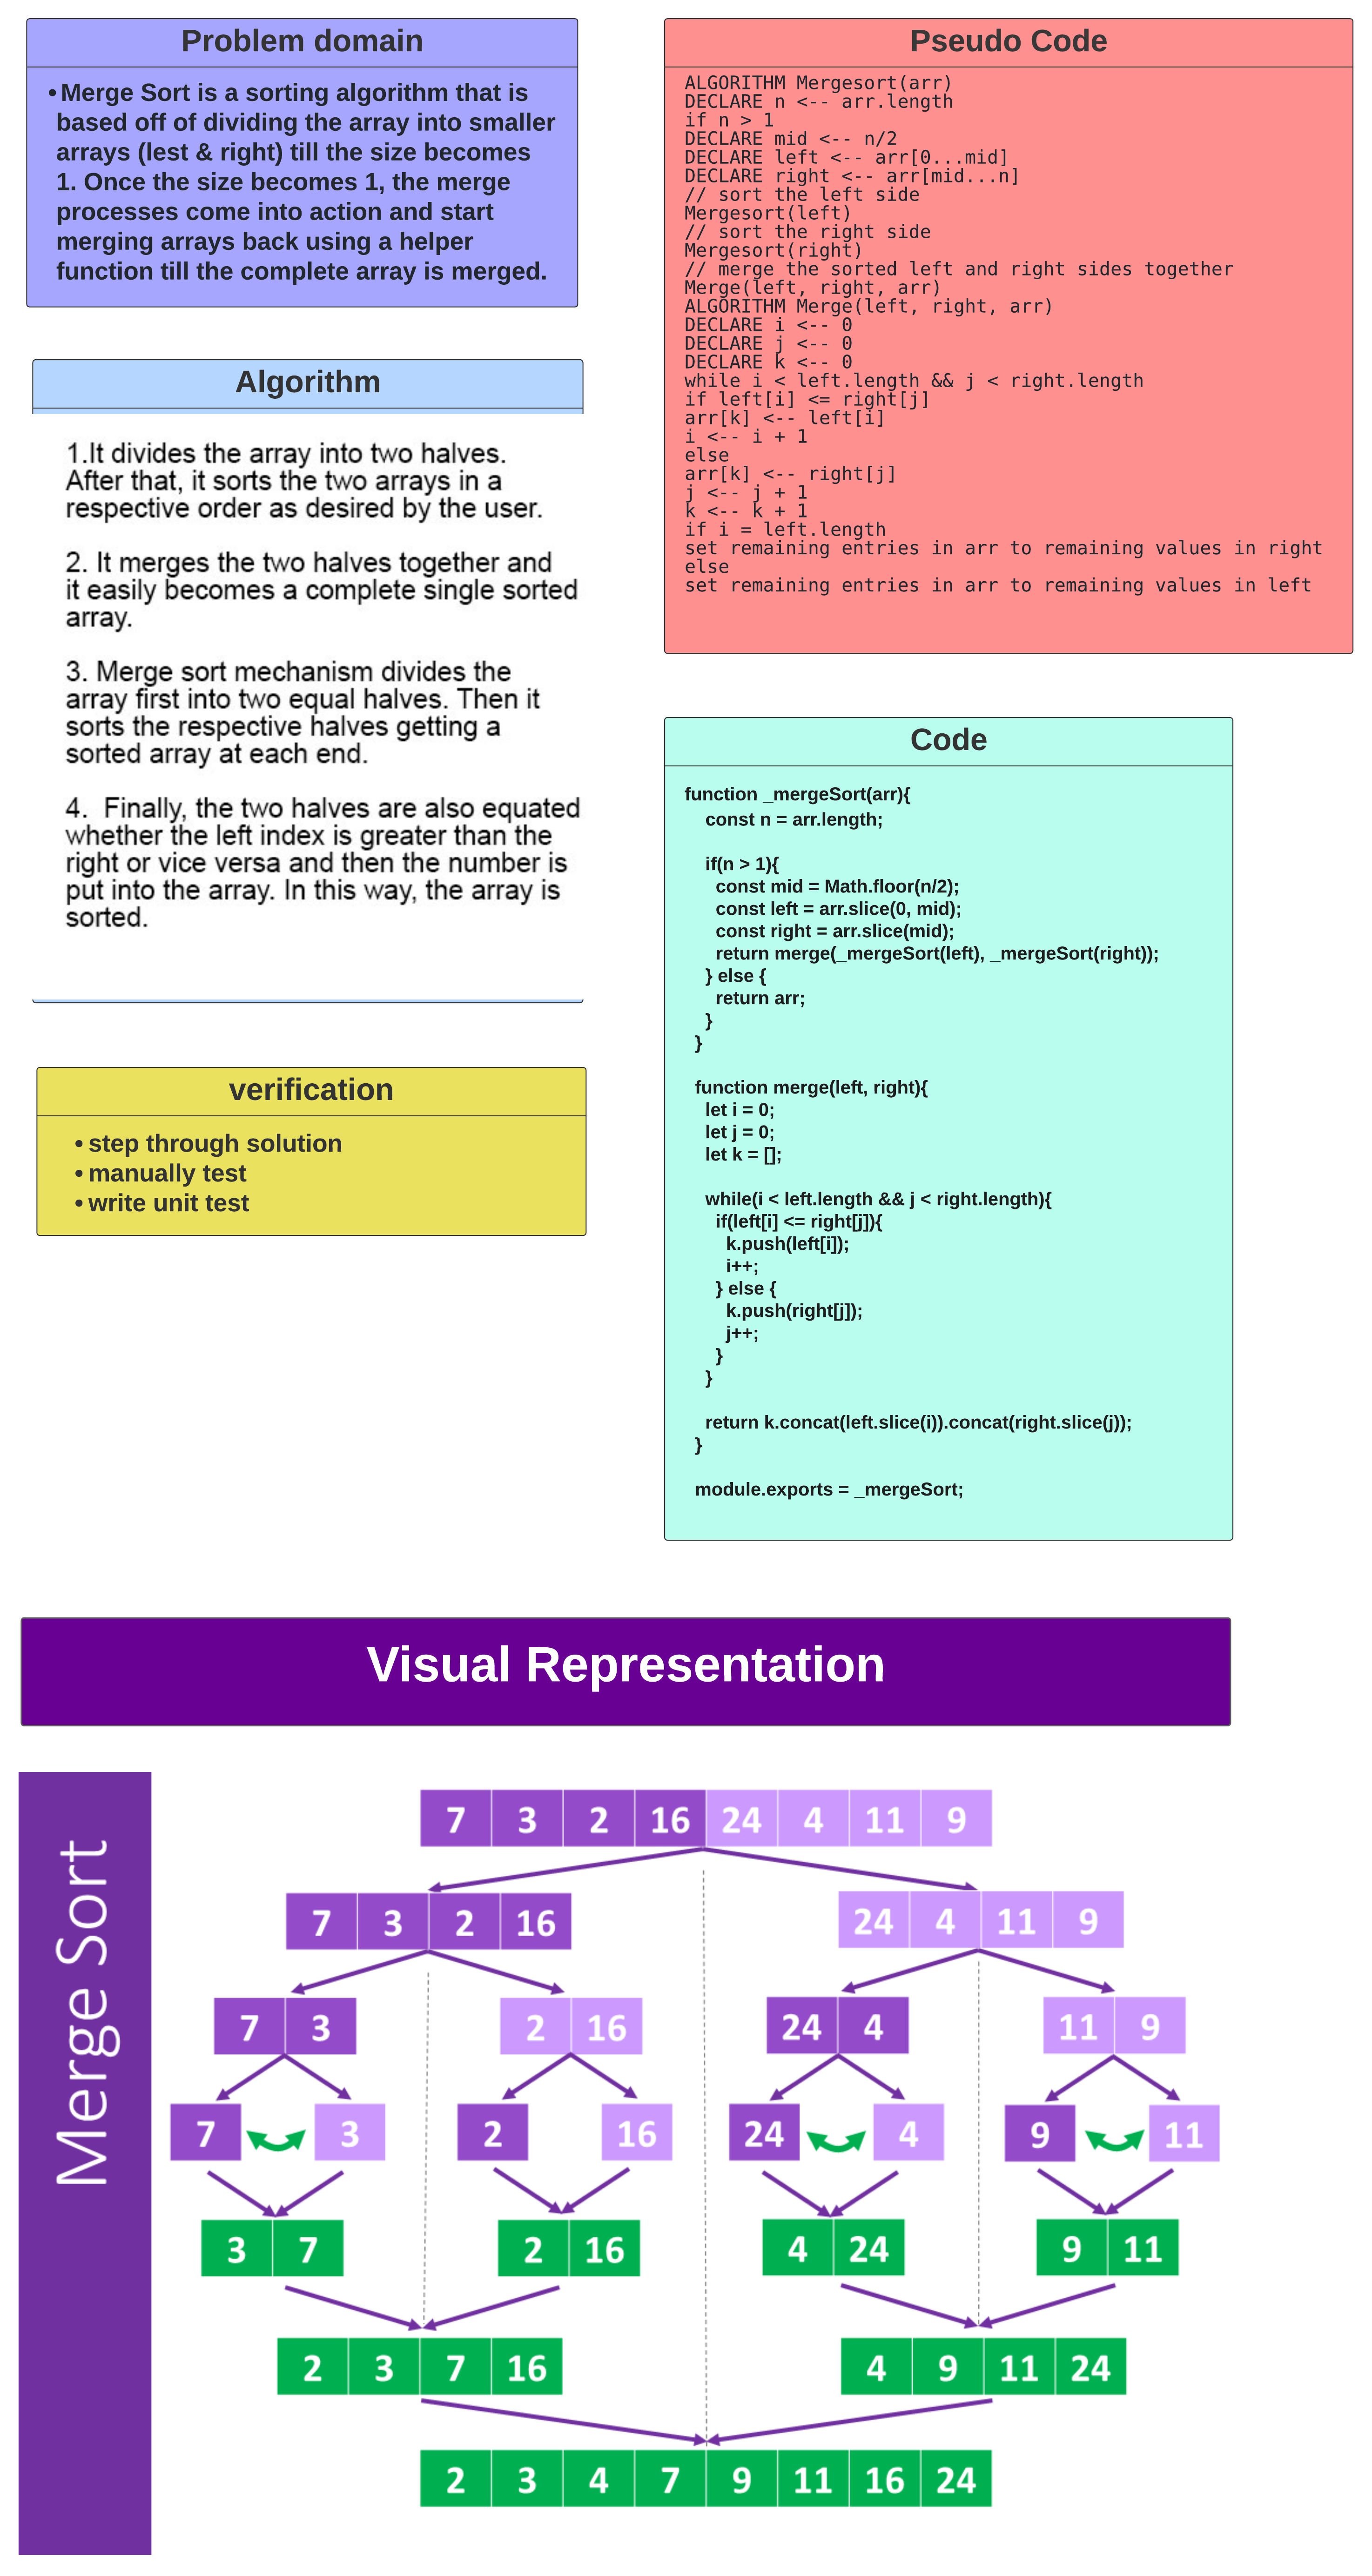 Problem domain
• Merge Sort is a sorting algorithm that is
based off of dividing the array into smaller
arrays (lest & right) till the size becomes
1. Once the size becomes 1, the merge
processes come into action and start
merging arrays back using a helper
function till the complete array is merged.
Algorithm
1.It divides the array into two halves.
After that, it sorts the two arrays in a
respective order as desired by the user.
2. It merges the two halves together and
it easily becomes a complete single sorted
array.
3. Merge sort mechanism divides the
array first into two equal halves. Then it
sorts the respective halves getting a
sorted array at each end.
4.  Finally, the two halves are also equated
whether the left index is greater than the
right or vice versa and then the number is
put into the array. In this way, the array is
sorted.
verification
• step through solution
• manually test
• write unit test
Pseudo Code
ALGORITHM Mergesort(arr)
DECLARE n <-- arr.length
if n > 1
DECLARE mid <-- n/2
DECLARE left <-- arr[0...mid]
DECLARE right <-- arr[mid...n]
// sort the left side
Mergesort(left)
// sort the right side
Mergesort(right)
// merge the sorted left and right sides together
Merge(left, right, arr)
ALGORITHM Merge(left, right, arr)
DECLARE i <-- 0
DECLARE j <-- 0
DECLARE k <-- 0
while i < left.length && j < right.length
if left[i] <= right[j]
arr[k] <-- left[i]
i <-- i + 1
else
arr[k] <-- right[j]
j <-- j + 1
k <-- k + 1
if i = left.length
set remaining entries in arr to remaining values in right
else
set remaining entries in arr to remaining values in left
Code
function _mergeSort(arr){
const n = arr.length;
if(n > 1){
const mid = Math.floor(n/2);
const left = arr.slice(0, mid);
const right = arr.slice(mid);
return merge(_mergeSort(left), _mergeSort(right));
} else {
return arr;
}
}
function merge(left, right){
let i = 0;
let j = 0;
let k = [];
while(i < left.length && j < right.length){
if(left[i] <= right[j]){
k.push(left[i]);
i++;
} else {
k.push(right[j]);
j++;
}
}
return k.concat(left.slice(i)).concat(right.slice(j));
}
module.exports = _mergeSort;
Visual Representation
Merge Sort
7 3 2 16 24 4 11 9
7 3 2 16 24 4 11 9
7 3 2 16 24 4 11 9
7 3 2 16 24 4 9 11
3 7 2 16 4 24 9 11
2 3 7 16 4 9 11 24
2 3 4 7 9 11 16 24